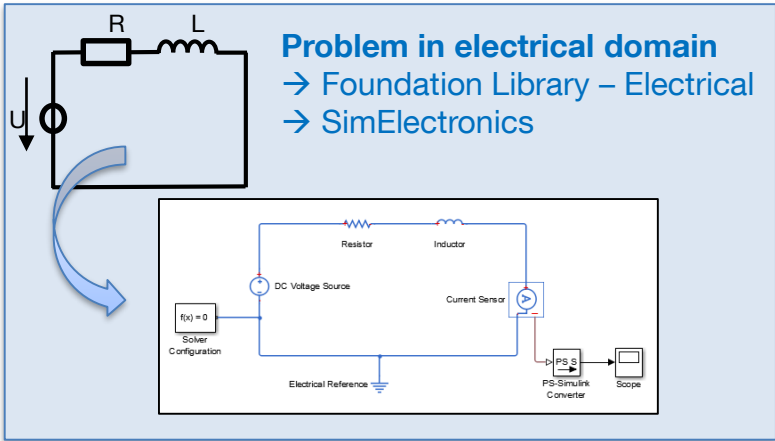 R L
Problem in electrical domain
→ Foundation Library – Electrical
→ SimElectronics
U
Resistor
Inductor
DC Voltage Source
Current Sensor
A
f(x) = 0
Solver
Configuration
Electrical Reference
PS S
PS-Simulink
Converter
Scope